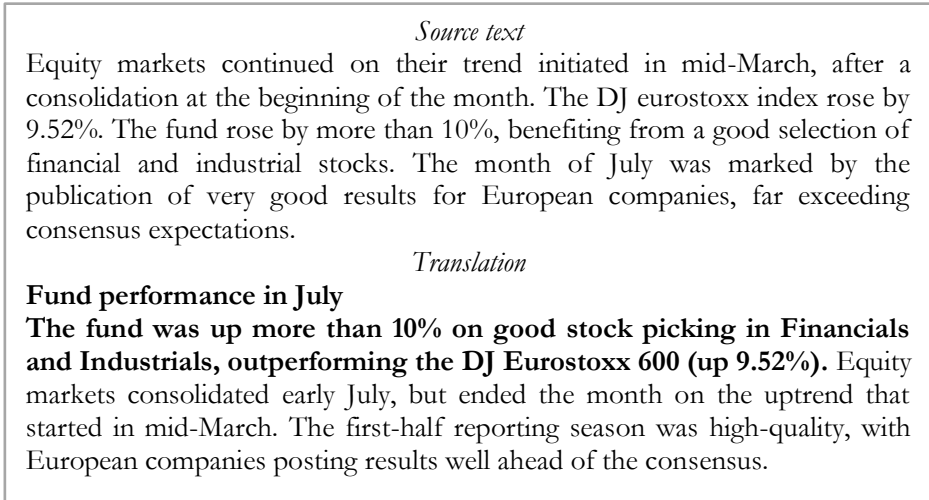 Source text
Equity markets continued on their trend initiated in mid-March, after a
consolidation at the beginning of the month. The DJ eurostoxx index rose by
9.52%. The fund rose by more than 10%, benefiting from a good selection of
financial and industrial stocks. The month of July was marked by the
publication of very good results for European companies, far exceeding
consensus expectations.
Translation
Fund performance in July
The fund was up more than 10% on good stock picking in Financials
and Industrials, outperforming the DJ Eurostoxx 600 (up 9.52%). Equity
markets consolidated early July, but ended the month on the uptrend that
started in mid-March. The first-half reporting season was high-quality, with
European companies posting results well ahead of the consensus.